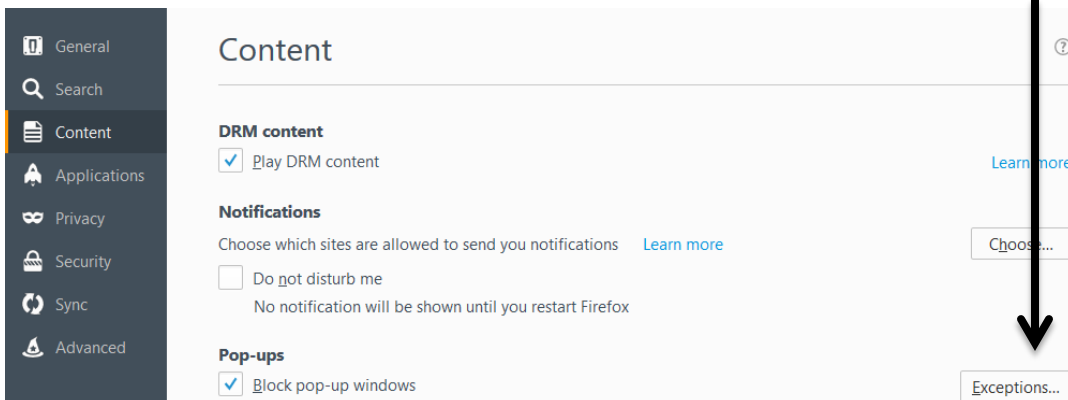 General
Search
Content
Applications
Privacy
Security
Sync
Advanced
Content
DRM content
Play DRM content
Learn more
Notifications
Choose which sites are allowed to send you notifications Learn more
Choose...
Do not disturb me
No notification will be shown until you restart Firefox
Pop-ups
Block pop-up windows
Exceptions...